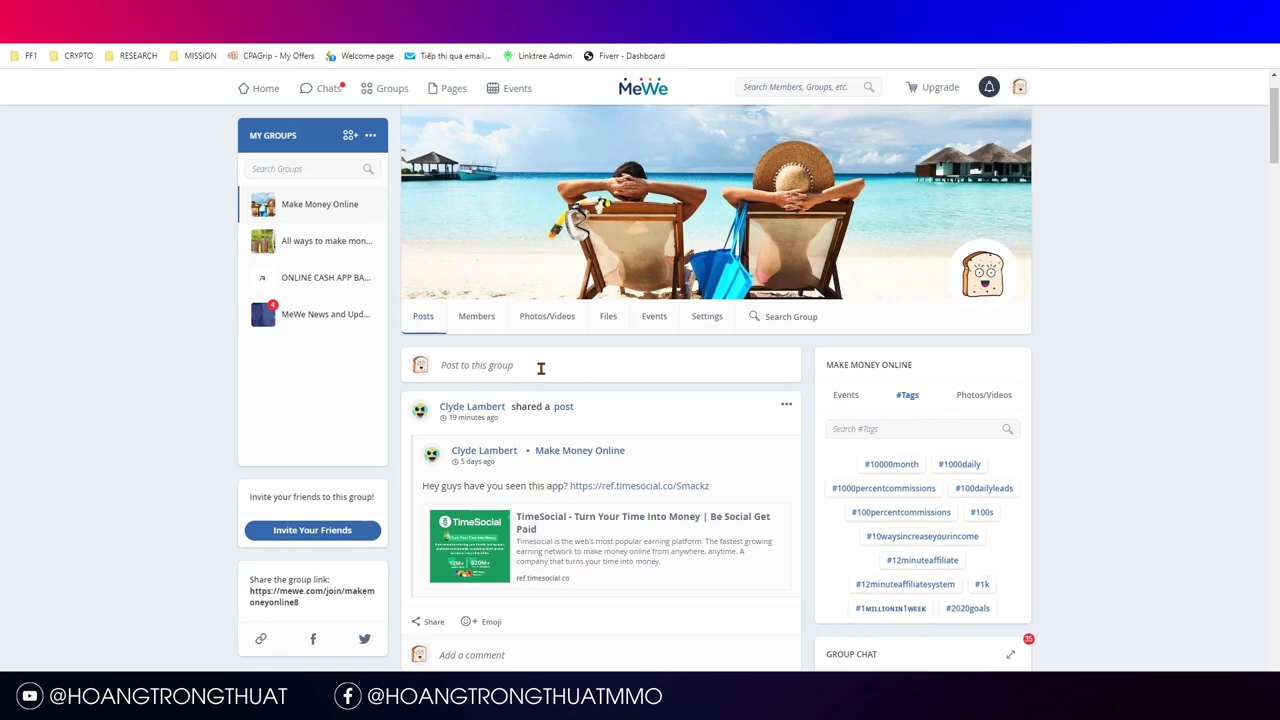 FF1
CRYPTO
RESEARCH
MISSION
CPAGrip - My Offers
Welcome page
Tiếp thị qua email,...
Linktree Admin
Fiverr - Dashboard
Home
Chats
Groups
Pages
Events
MeWe
Search Members, Groups, etc.
Upgrade
MY GROUPS
Search Groups
Make Money Online
All ways to make mon...
ONLINE CASH APP BA...
4
MeWe News and Upd...
Invite your friends to this group!
Invite Your Friends
Share the group link:
https://mewe.com/join/makem
oneyonline8
Posts
Members
Photos/Videos
Files
Events
Settings
Search Group
Post to this group
Clyde Lambert shared a post
19 minutes ago
Clyde Lambert • Make Money Online
5 days ago
Hey guys have you seen this app? https://ref.timesocial.co/Smackz
TimeSocial
TimeSocial - Turn Your Time Into Money | Be Social Get
Paid
Timesocial is the web's most popular earning platform. The fastest growing
earning network to make money online from anywhere, anytime. A
company that turns your time into money.
ref.timesocial.co
Share
Emoji
Add a comment
MAKE MONEY ONLINE
Events
#Tags
Photos/Videos
Search #Tags
#10000month
#1000daily
#1000percentcommissions
#100dailyleads
#100percentcommissions
#100s
#10waysincreaseyourincome
#12minuteaffiliate
#12minuteaffiliatesystem
#1k
#1ᴍɪʟʟɪᴏɴɪɴ1ᴡᴇᴇᴋ
#2020goals
35
GROUP CHAT
@HOANGTRONGTHUAT
@HOANGTRONGTHUATMMO